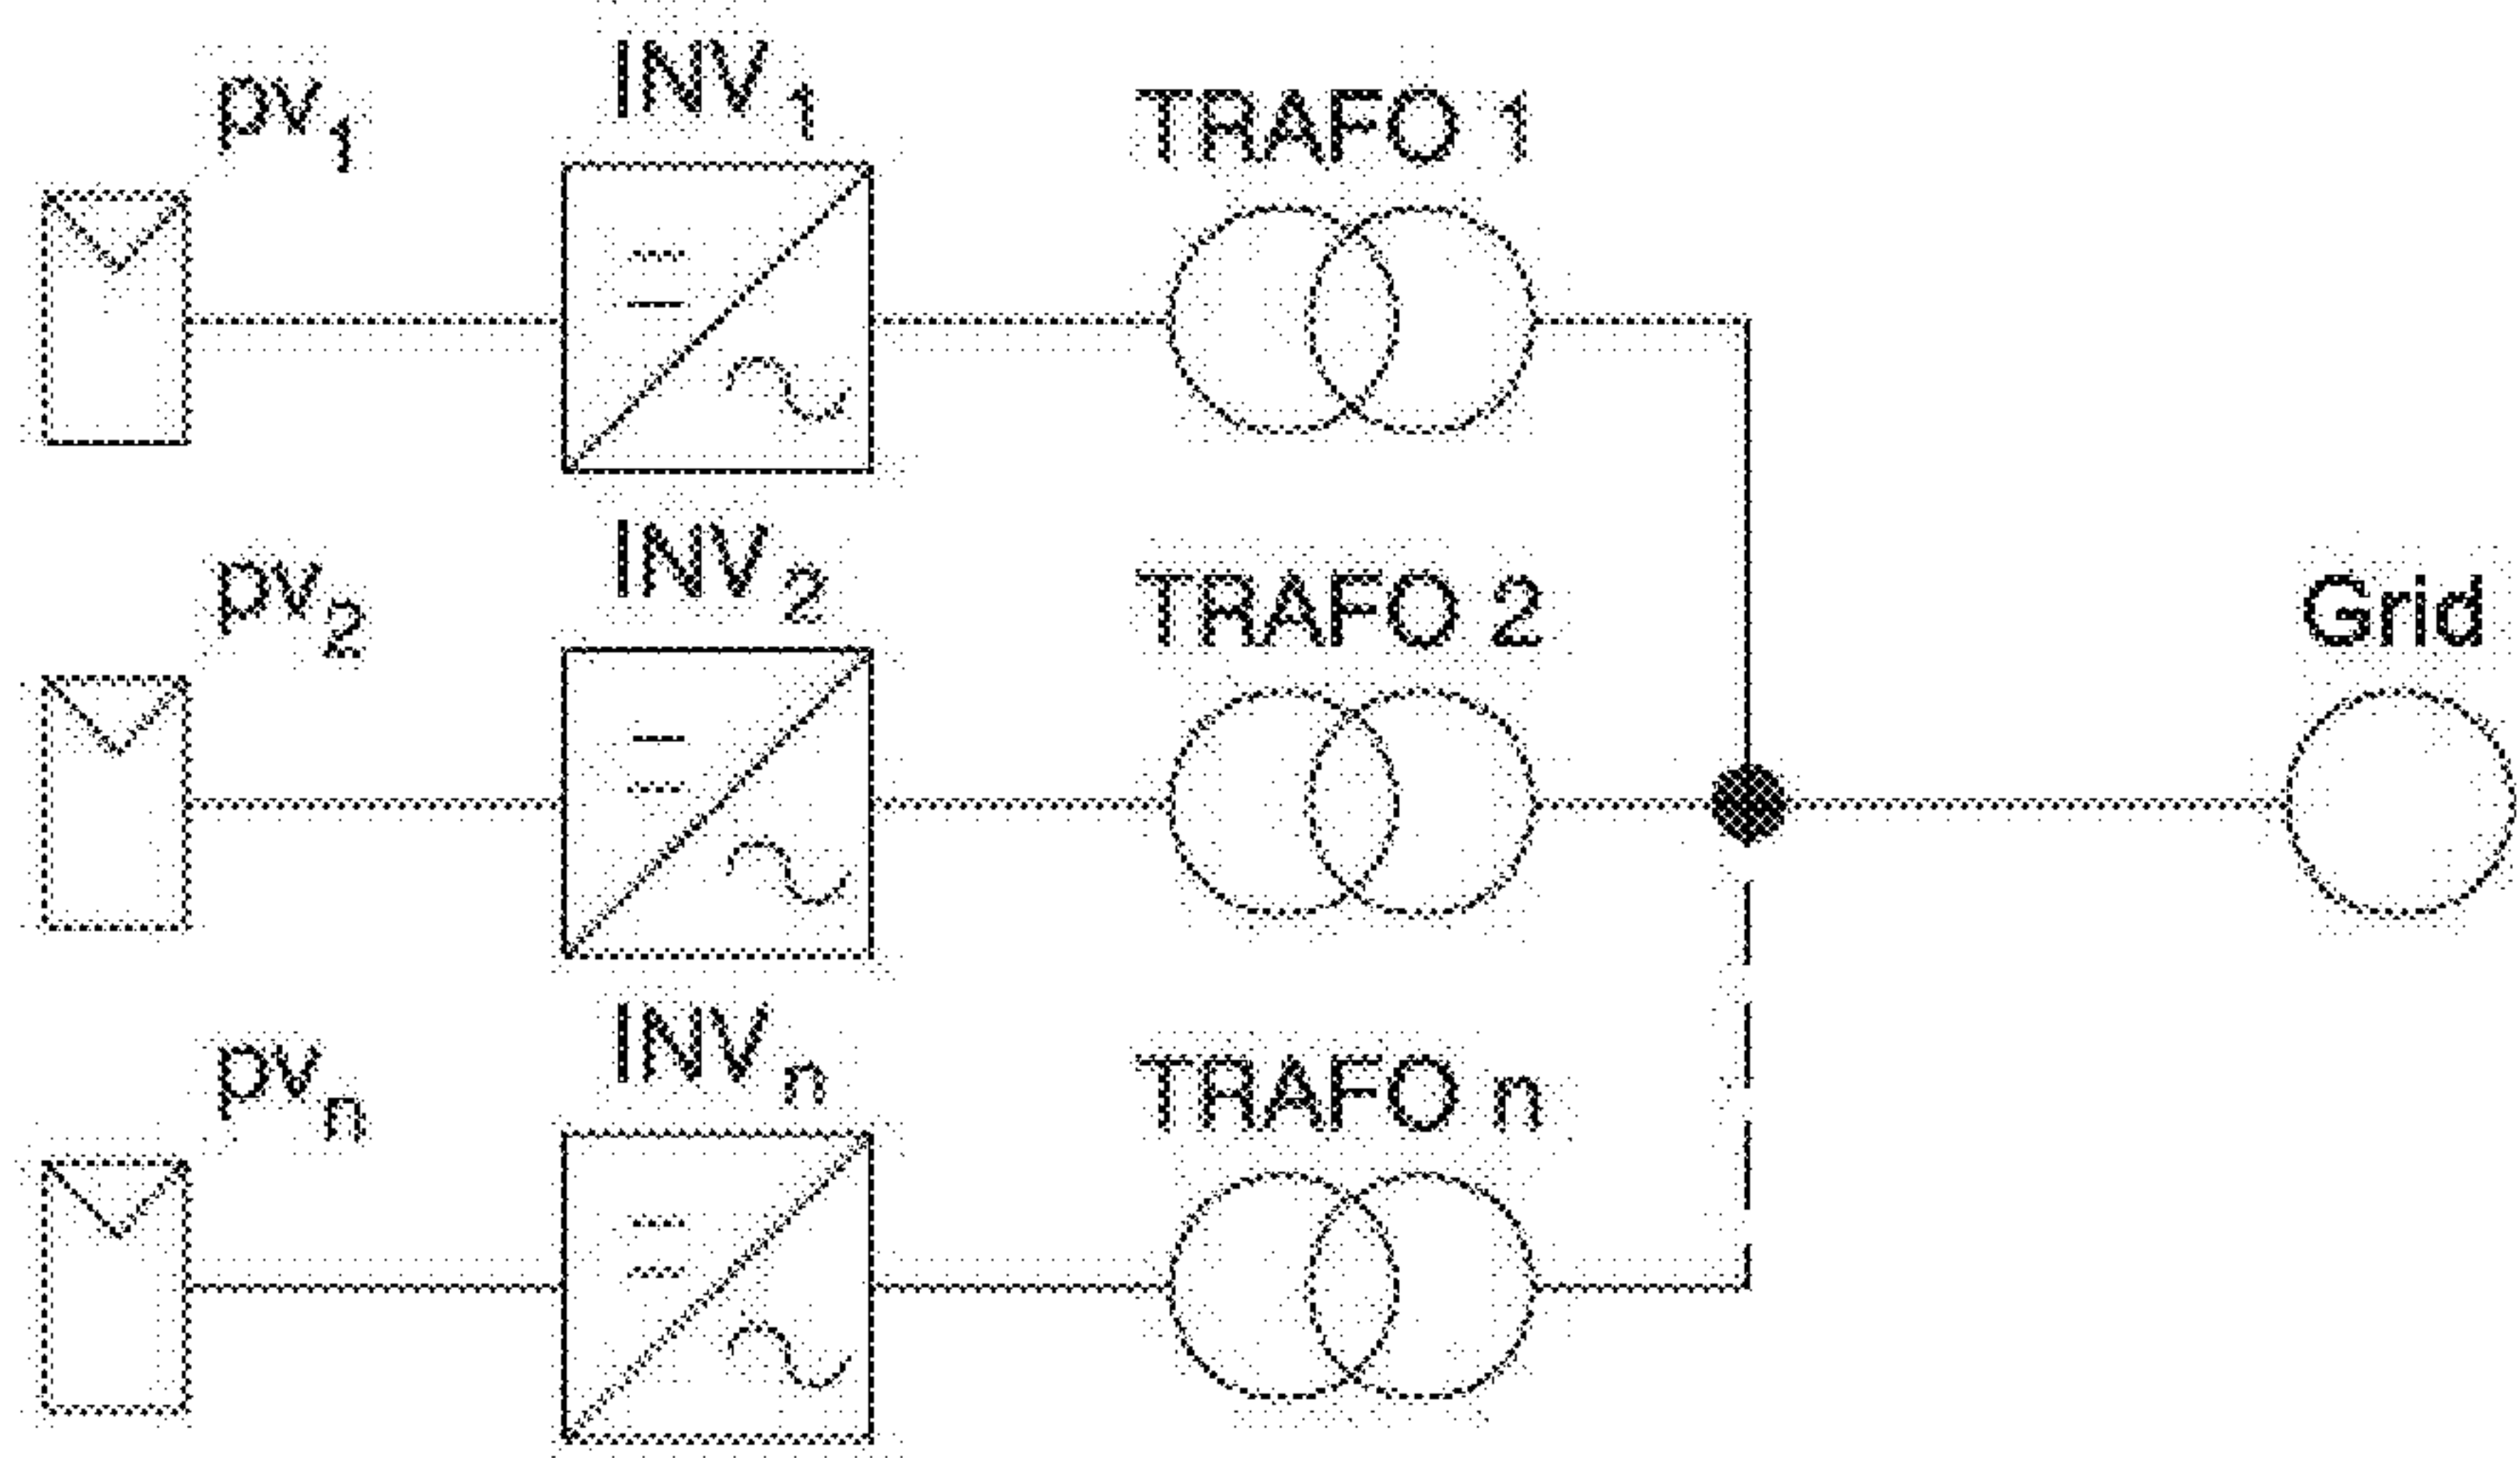 pv₁ INV₁ TRAFO 1
pv₂ INV₂ TRAFO 2 Grid
pvₙ INVₙ TRAFO n